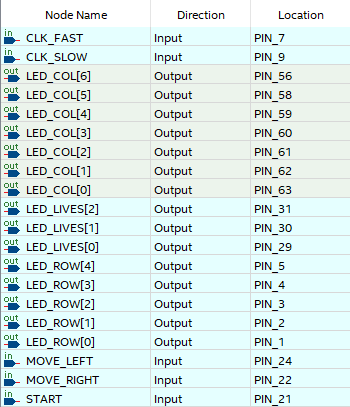 Node Name Direction Location
in CLK_FAST Input PIN_7
in CLK_SLOW Input PIN_9
out LED_COL[6] Output PIN_56
out LED_COL[5] Output PIN_58
out LED_COL[4] Output PIN_59
out LED_COL[3] Output PIN_60
out LED_COL[2] Output PIN_61
out LED_COL[1] Output PIN_62
out LED_COL[0] Output PIN_63
out LED_LIVES[2] Output PIN_31
out LED_LIVES[1] Output PIN_30
out LED_LIVES[0] Output PIN_29
out LED_ROW[4] Output PIN_5
out LED_ROW[3] Output PIN_4
out LED_ROW[2] Output PIN_3
out LED_ROW[1] Output PIN_2
out LED_ROW[0] Output PIN_1
in MOVE_LEFT Input PIN_24
in MOVE_RIGHT Input PIN_22
in START Input PIN_21